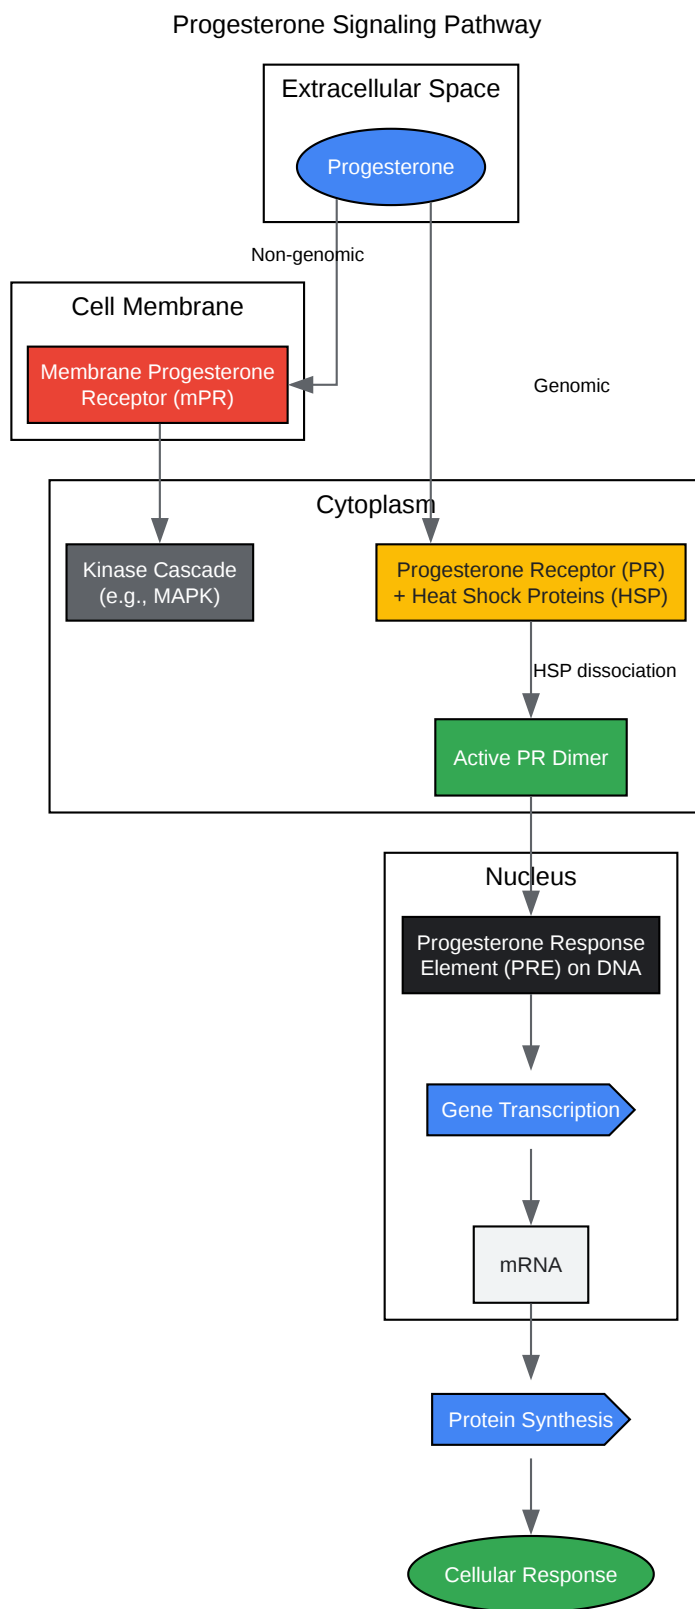 Progesterone Signaling Pathway
Extracellular Space
Progesterone
Non-genomic
Cell Membrane
Membrane Progesterone
Receptor (mPR)
Genomic
Cytoplasm
Kinase Cascade
(e.g., MAPK)
Progesterone Receptor (PR)
+ Heat Shock Proteins (HSP)
HSP dissociation
Active PR Dimer
Nucleus
Progesterone Response
Element (PRE) on DNA
Gene Transcription
mRNA
Protein Synthesis
Cellular Response